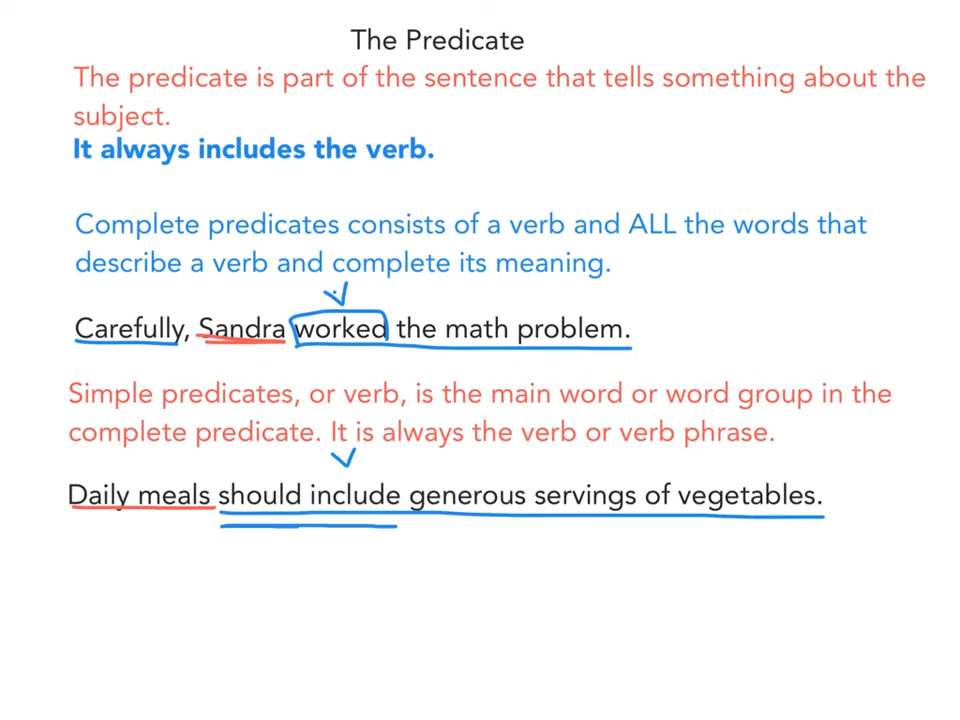 The Predicate
The predicate is part of the sentence that tells something about the
subject.
It always includes the verb.
Complete predicates consists of a verb and ALL the words that
describe a verb and complete its meaning.
V
Carefully, Sandra worked the math problem.
Simple predicates, or verb, is the main word or word group in the
complete predicate. It is always the verb or verb phrase.
V
Daily meals should include generous servings of vegetables.